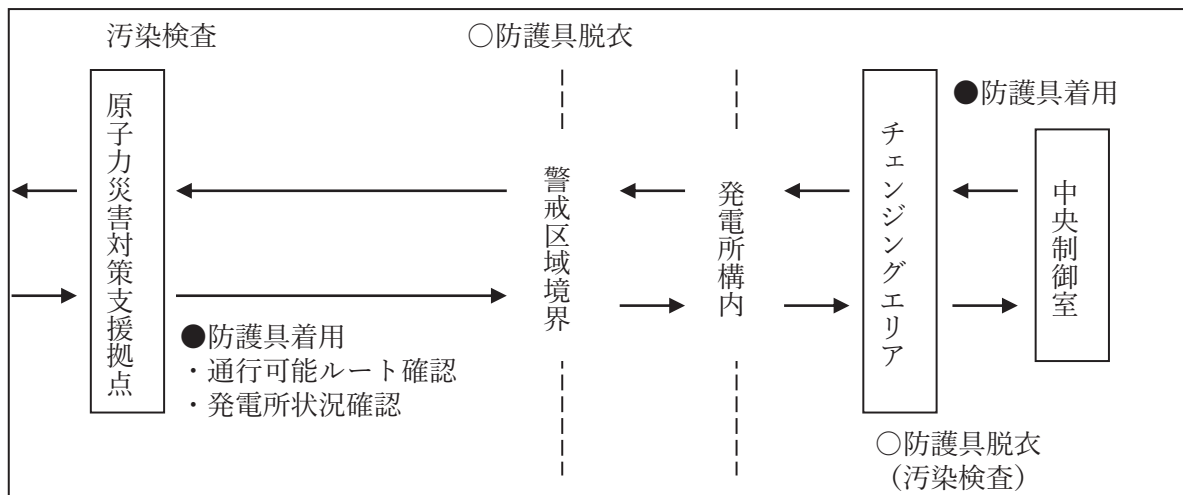 汚染検査
○防護具脱衣
●防護具着用
原子力災害対策支援拠点
警戒区域境界
発電所構内
チェンジングエリア
中央制御室
●防護具着用
・通行可能ルート確認
・発電所状況確認
○防護具脱衣
(汚染検査)